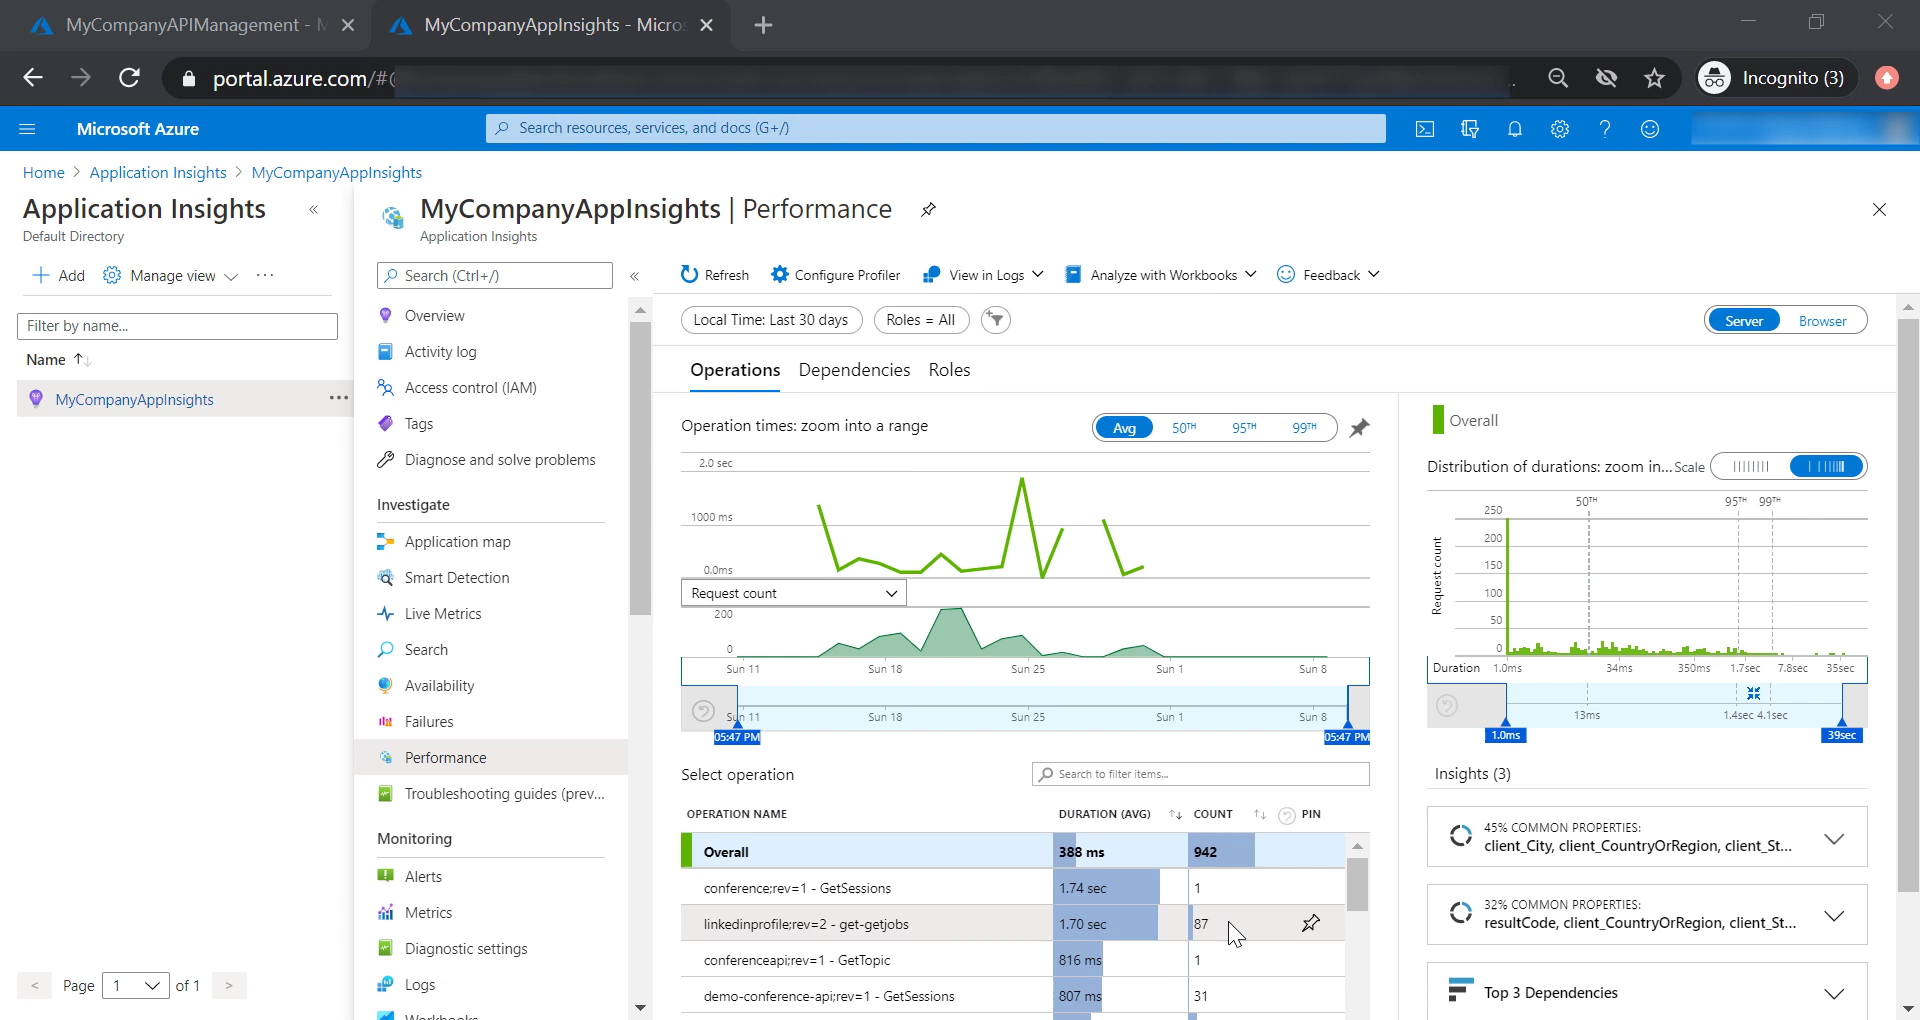 MyCompanyAPIManagement - M
MyCompanyAppInsights - Micros
portal.azure.com/#
Incognito (3)
Microsoft Azure
Search resources, services, and docs (G+/)
Home > Application Insights > MyCompanyAppInsights
Application Insights
Default Directory
Add
Manage view
Filter by name...
Name
MyCompanyAppInsights
< Page 1 of 1 >
MyCompanyAppInsights | Performance
Application Insights
Search (Ctrl+/)
Overview
Activity log
Access control (IAM)
Tags
Diagnose and solve problems
Investigate
Application map
Smart Detection
Live Metrics
Search
Availability
Failures
Performance
Troubleshooting guides (prev...
Monitoring
Alerts
Metrics
Diagnostic settings
Logs
Workbooks
Refresh
Configure Profiler
View in Logs
Analyze with Workbooks
Feedback
Local Time: Last 30 days
Roles = All
Server
Browser
Operations
Dependencies
Roles
Operation times: zoom into a range
Avg 50TH 95TH 99TH
2.0 sec
1000 ms
0.0ms
Request count
200
0
Sun 11 Sun 18 Sun 25 Sun 1 Sun 8
Sun 11 Sun 18 Sun 25 Sun 1 Sun 8
05:47 PM 05:47 PM
Select operation
Search to filter items...
OPERATION NAME DURATION (AVG) COUNT PIN
Overall 388 ms 942
conference;rev=1 - GetSessions 1.74 sec 1
linkedinprofile;rev=2 - get-getjobs 1.70 sec 87
conferenceapi;rev=1 - GetTopic 816 ms 1
demo-conference-api;rev=1 - GetSessions 807 ms 31
Overall
Distribution of durations: zoom in... Scale
50TH 95TH 99TH
250
200
150
100
50
0
Request count
Duration 1.0ms 34ms 350ms 1.7sec 7.8sec 35sec
13ms 1.4sec 4.1sec
1.0ms 39sec
Insights (3)
45% COMMON PROPERTIES:
client_City, client_CountryOrRegion, client_St...
32% COMMON PROPERTIES:
resultCode, client_CountryOrRegion, client_St...
Top 3 Dependencies